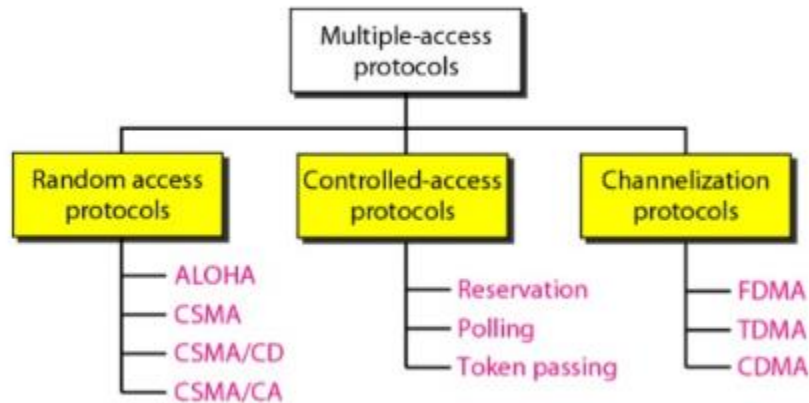 Multiple-access
protocols
Random access
protocols
Controlled-access
protocols
Channelization
protocols
ALOHA
CSMA
CSMA/CD
CSMA/CA
Reservation
Polling
Token passing
FDMA
TDMA
CDMA